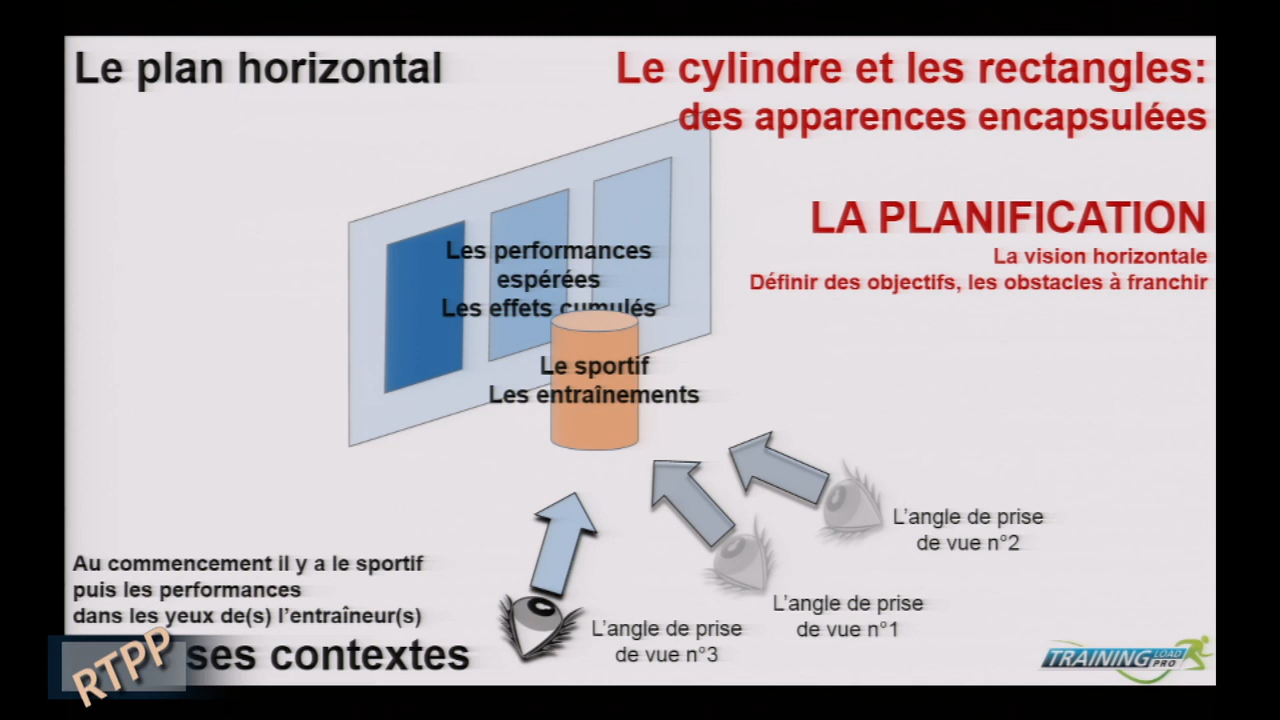 Le plan horizontal
Le cylindre et les rectangles:
des apparences encapsulées
LA PLANIFICATION
La vision horizontale
Définir des objectifs, les obstacles à franchir
Les performances
espérées
Les effets cumulés
Le sportif
Les entraînements
L'angle de prise
de vue n°2
L'angle de prise
de vue n°1
L'angle de prise
de vue n°3
Au commencement il y a le sportif
puis les performances
dans les yeux de(s) l'entraîneur(s)
ses contextes
RTPP
TRAINING LOAD
PRO